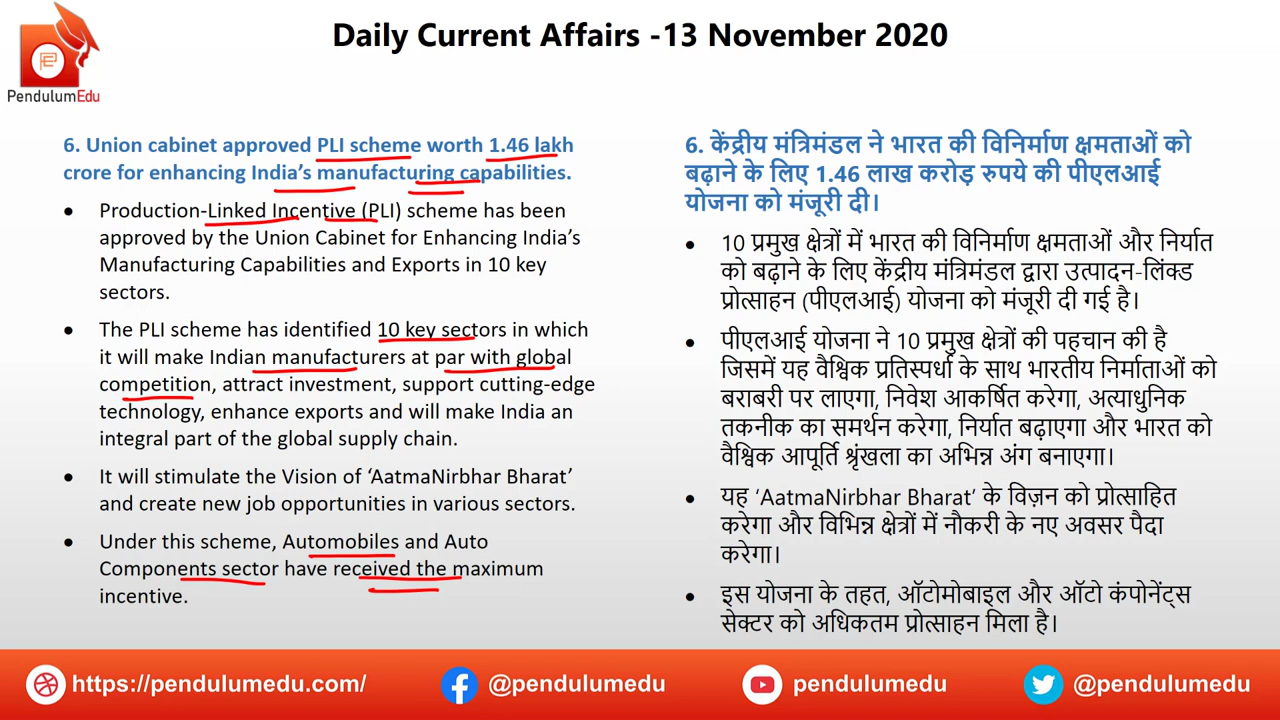 Daily Current Affairs -13 November 2020
PendulumEdu
6. Union cabinet approved PLI scheme worth 1.46 lakh
crore for enhancing India's manufacturing capabilities.
● Production-Linked Incentive (PLI) scheme has been
approved by the Union Cabinet for Enhancing India's
Manufacturing Capabilities and Exports in 10 key
sectors.
● The PLI scheme has identified 10 key sectors in which
it will make Indian manufacturers at par with global
competition, attract investment, support cutting-edge
technology, enhance exports and will make India an
integral part of the global supply chain.
● It will stimulate the Vision of ‘AatmaNirbhar Bharat’
and create new job opportunities in various sectors.
● Under this scheme, Automobiles and Auto
Components sector have received the maximum
incentive.
6. केंद्रीय मंत्रिमंडल ने भारत की विनिर्माण क्षमताओं को
बढ़ाने के लिए 1.46 लाख करोड़ रुपये की पीएलआई
योजना को मंजूरी दी।
● 10 प्रमुख क्षेत्रों में भारत की विनिर्माण क्षमताओं और निर्यात
को बढ़ाने के लिए केंद्रीय मंत्रिमंडल द्वारा उत्पादन-लिंक्ड
प्रोत्साहन (पीएलआई) योजना को मंजूरी दी गई है।
● पीएलआई योजना ने 10 प्रमुख क्षेत्रों की पहचान की है
जिसमें यह वैश्विक प्रतिस्पर्धा के साथ भारतीय निर्माताओं को
बराबरी पर लाएगा, निवेश आकर्षित करेगा, अत्याधुनिक
तकनीक का समर्थन करेगा, निर्यात बढ़ाएगा और भारत को
वैश्विक आपूर्ति श्रृंखला का अभिन्न अंग बनाएगा।
● यह ‘AatmaNirbhar Bharat’ के विज़न को प्रोत्साहित
करेगा और विभिन्न क्षेत्रों में नौकरी के नए अवसर पैदा
करेगा।
● इस योजना के तहत, ऑटोमोबाइल और ऑटो कंपोनेंट्स
सेक्टर को अधिकतम प्रोत्साहन मिला है।
https://pendulumedu.com/
@pendulumedu
pendulumedu
@pendulumedu